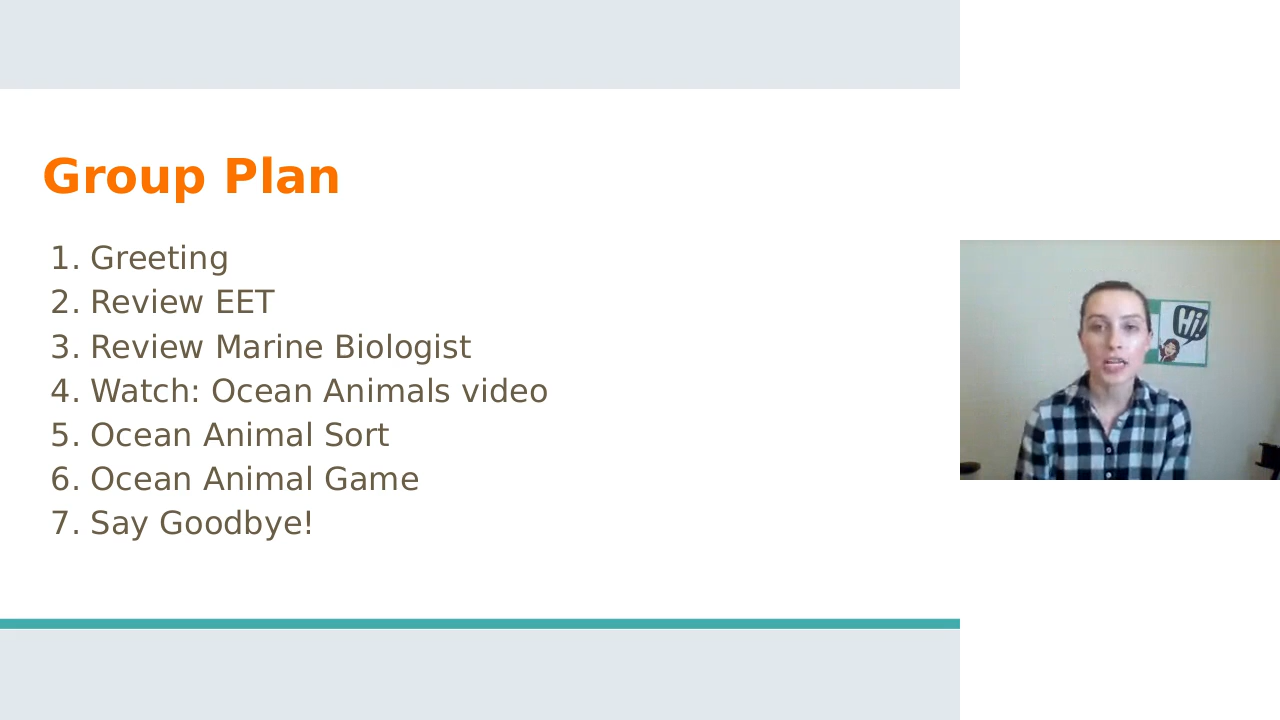 Group Plan
1. Greeting
2. Review EET
3. Review Marine Biologist
4. Watch: Ocean Animals video
5. Ocean Animal Sort
6. Ocean Animal Game
7. Say Goodbye!
Hi!